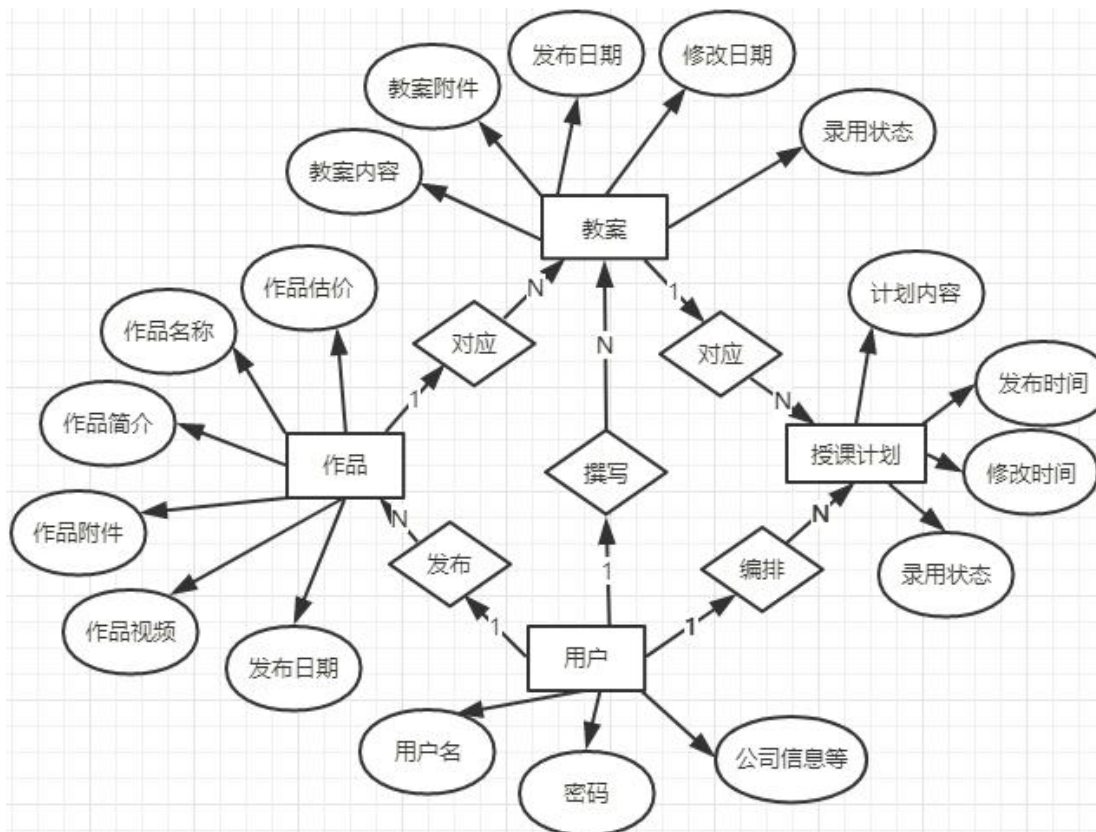 发布日期
修改日期
教案附件
录用状态
教案内容
教案
作品估价
计划内容
作品名称
N
1
对应
对应
N
发布时间
1
N
作品简介
授课计划
作品
撰写
修改时间
N
N
作品附件
发布
1
编排
录用状态
作品视频
1
1
发布日期
用户
用户名
公司信息等
密码